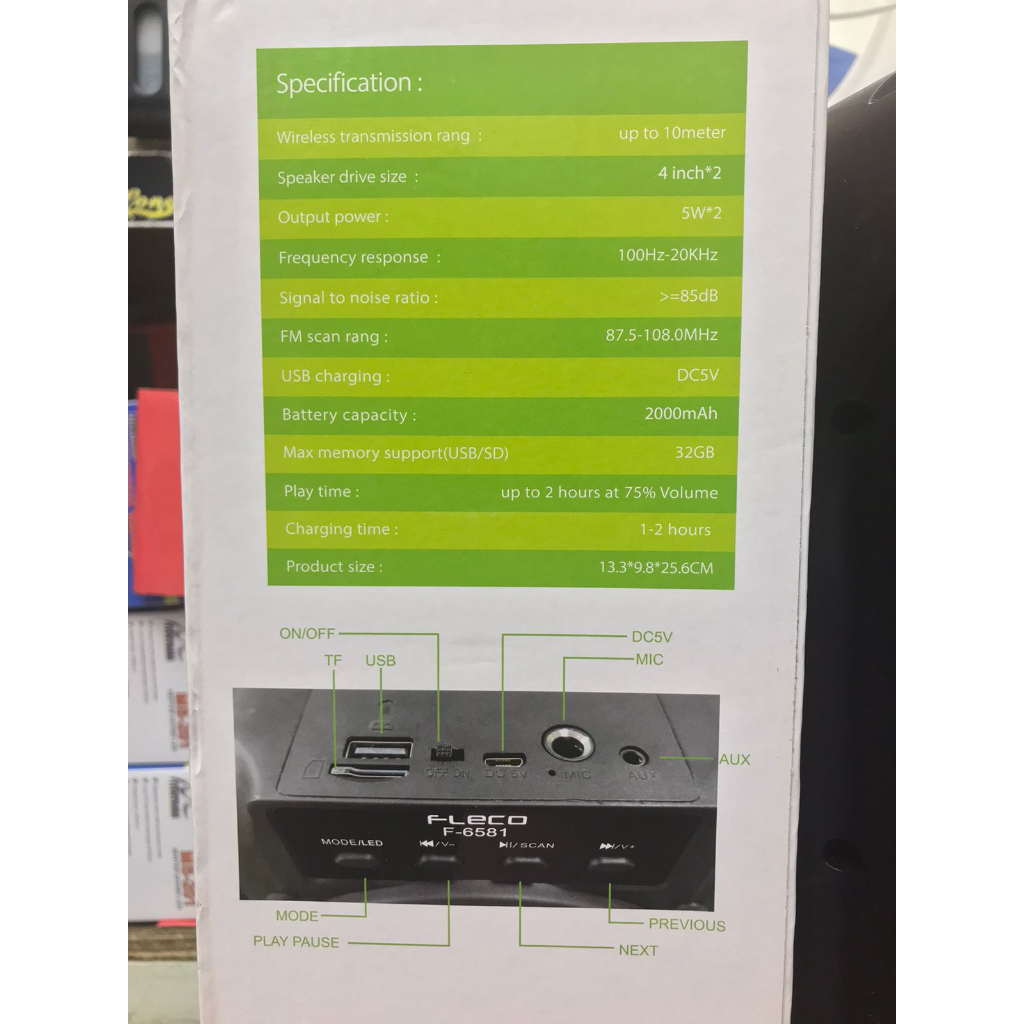 Specification :
Wireless transmission rang : up to 10meter
Speaker drive size : 4 inch*2
Output power : 5W*2
Frequency response : 100Hz-20KHz
Signal to noise ratio : >=85dB
FM scan rang : 87.5-108.0MHz
USB charging : DC5V
Battery capacity : 2000mAh
Max memory support(USB/SD) 32GB
Play time : up to 2 hours at 75% Volume
Charging time : 1-2 hours
Product size : 13.3*9.8*25.6CM
ON/OFF DC5V
TF USB MIC
AUX
OFF ON DC 5V MIC AUX
FLECO
F-6581
MODE/LED /V- /SCAN /V+
MODE PREVIOUS
PLAY PAUSE NEXT